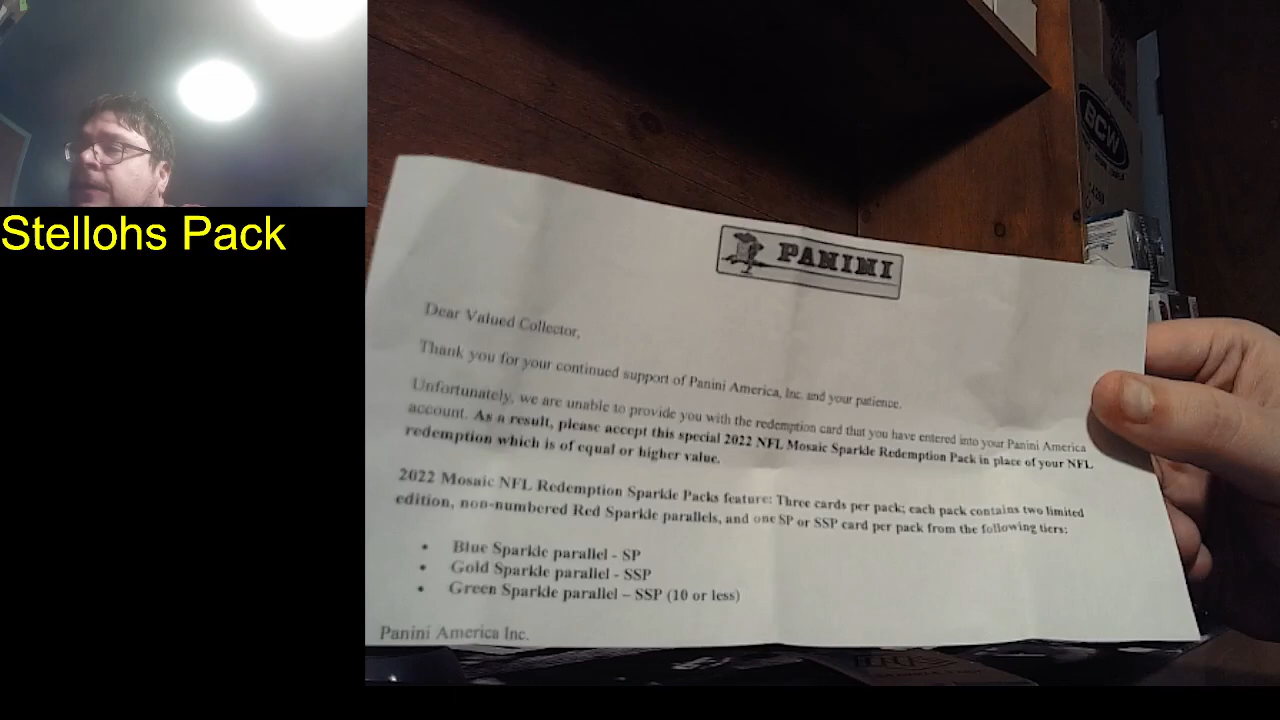 Stellohs Pack
BCW
PANINI
Dear Valued Collector,
Thank you for your continued support of Panini America, Inc. and your patience.
Unfortunately, we are unable to provide you with the redemption card that you have entered into your Panini America
account. As a result, please accept this special 2022 NFL Mosaic Sparkle Redemption Pack in place of your NFL
redemption which is of equal or higher value.
2022 Mosaic NFL Redemption Sparkle Packs feature: Three cards per pack; each pack contains two limited
edition, non-numbered Red Sparkle parallels, and one SP or SSP card per pack from the following tiers:
• Blue Sparkle parallel - SP
• Gold Sparkle parallel - SSP
• Green Sparkle parallel – SSP (10 or less)
Panini America Inc.